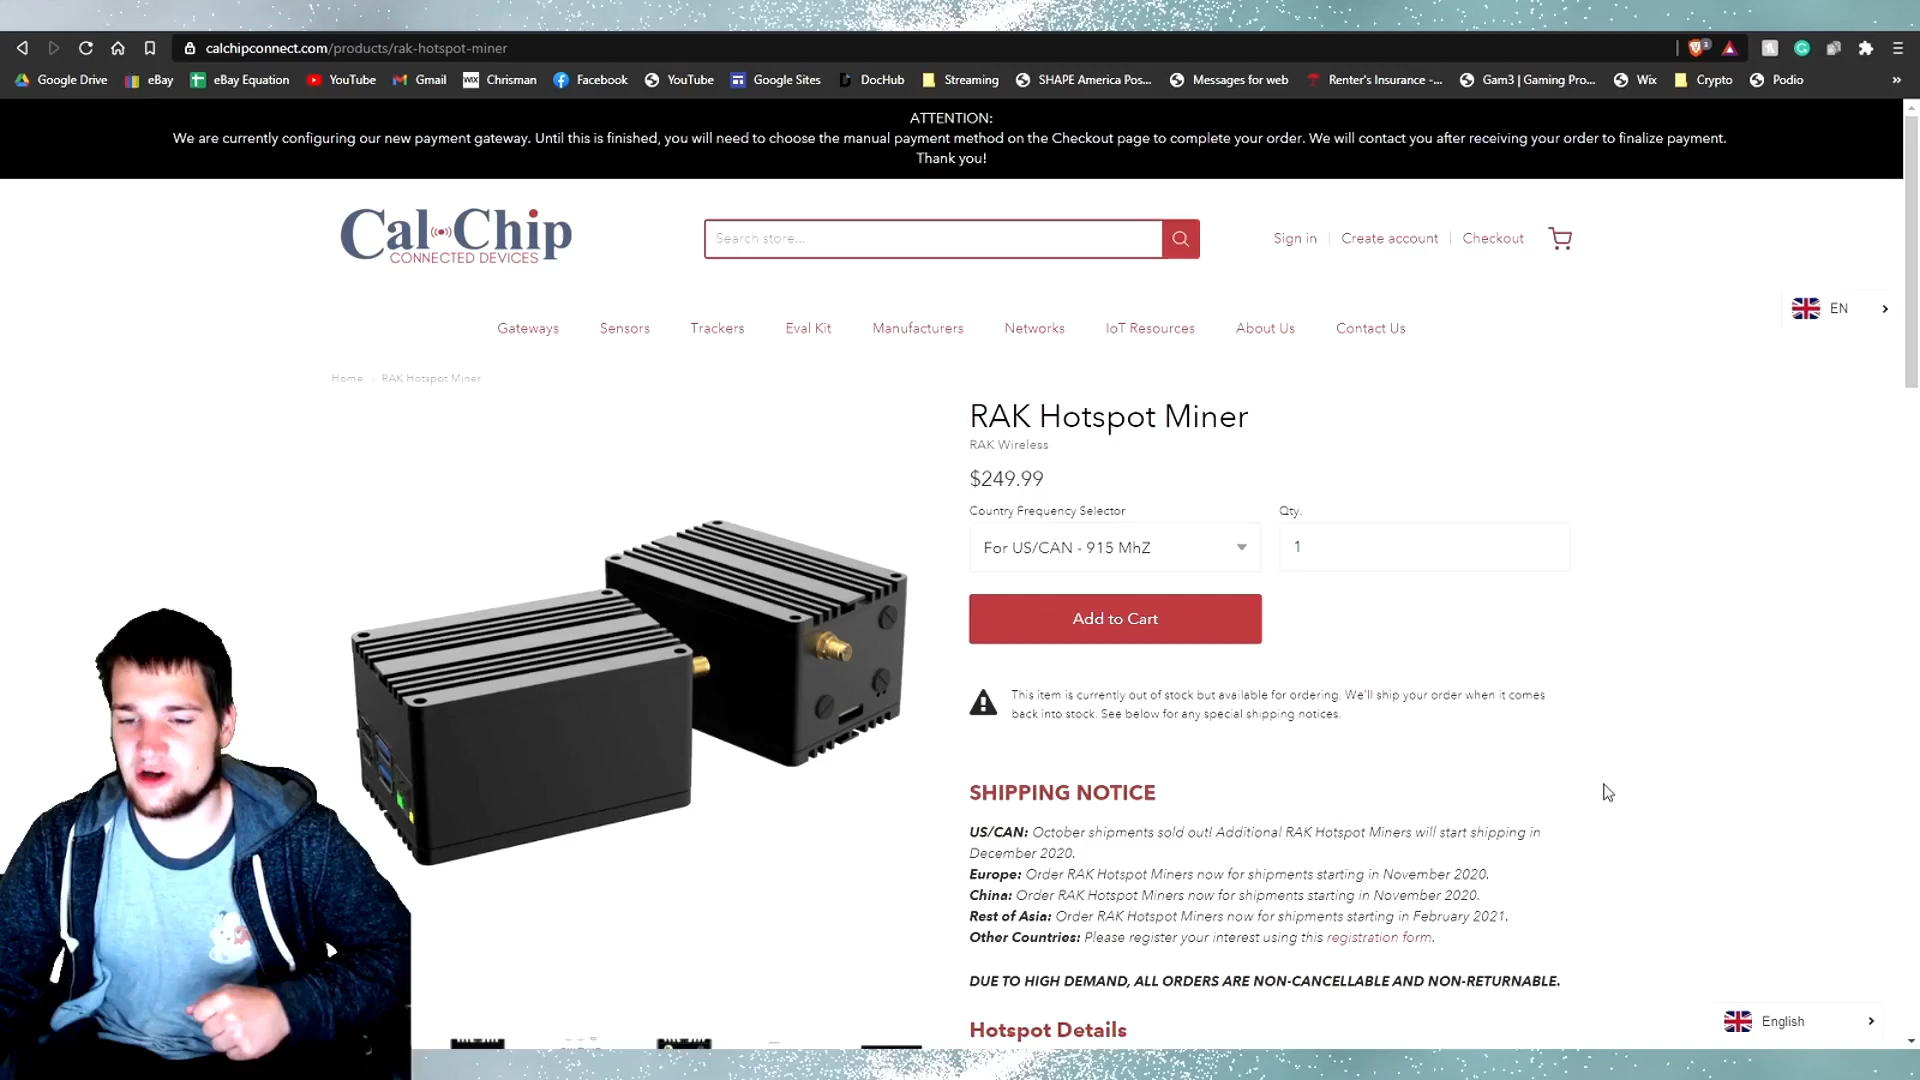 calchipconnect.com/products/rak-hotspot-miner
Google Drive eBay eBay Equation YouTube Gmail WIX Chrisman Facebook YouTube Google Sites DocHub Streaming SHAPE America Pos... Messages for web Renter's Insurance -... Gam3 | Gaming Pro... Wix Crypto Podio »
ATTENTION:
We are currently configuring our new payment gateway. Until this is finished, you will need to choose the manual payment method on the Checkout page to complete your order. We will contact you after receiving your order to finalize payment.
Thank you!
Cal-Chip
CONNECTED DEVICES
Search store...
Sign in Create account Checkout
EN
Gateways Sensors Trackers Eval Kit Manufacturers Networks IoT Resources About Us Contact Us
Home RAK Hotspot Miner
RAK Hotspot Miner
RAK Wireless
$249.99
Country Frequency Selector Qty.
For US/CAN - 915 MhZ 1
Add to Cart
This item is currently out of stock but available for ordering. We'll ship your order when it comes
back into stock. See below for any special shipping notices.
SHIPPING NOTICE
US/CAN: October shipments sold out! Additional RAK Hotspot Miners will start shipping in
December 2020.
Europe: Order RAK Hotspot Miners now for shipments starting in November 2020.
China: Order RAK Hotspot Miners now for shipments starting in November 2020.
Rest of Asia: Order RAK Hotspot Miners now for shipments starting in February 2021.
Other Countries: Please register your interest using this registration form.
DUE TO HIGH DEMAND, ALL ORDERS ARE NON-CANCELLABLE AND NON-RETURNABLE.
English
Hotspot Details